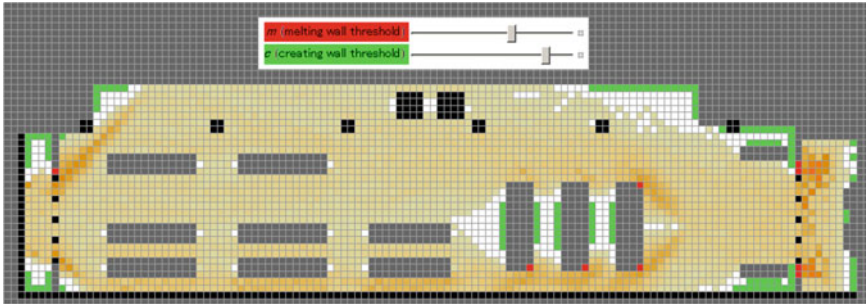 m (melting wall threshold)
c (creating wall threshold)